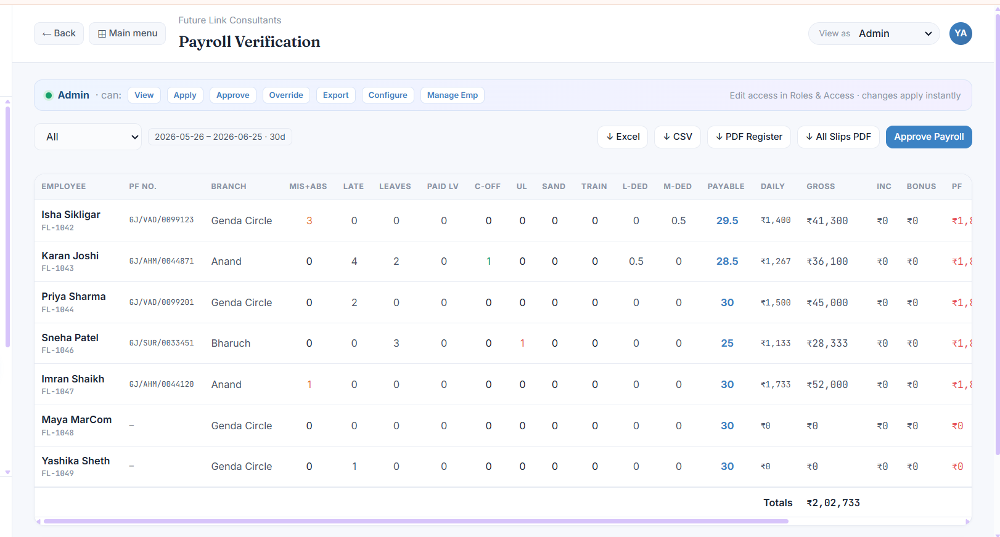 ← Back
Main menu
Future Link Consultants
Payroll Verification
View as Admin
YA
Admin · can: View Apply Approve Override Export Configure Manage Emp
Edit access in Roles & Access · changes apply instantly
All
2026-05-26 – 2026-06-25 · 30d
↓ Excel
↓ CSV
↓ PDF Register
↓ All Slips PDF
Approve Payroll
EMPLOYEE PF NO. BRANCH MIS+ABS LATE LEAVES PAID LV C-OFF UL SAND TRAIN L-DED M-DED PAYABLE DAILY GROSS INC BONUS PF
Isha Sikligar GJ/VAD/0099123 Genda Circle 3 0 0 0 0 0 0 0 0 0.5 29.5 ₹1,400 ₹41,300 ₹0 ₹0 ₹1,8
FL-1042
Karan Joshi GJ/AHM/0044871 Anand 0 4 2 0 1 0 0 0 0.5 0 28.5 ₹1,267 ₹36,100 ₹0 ₹0 ₹1,8
FL-1043
Priya Sharma GJ/VAD/0099201 Genda Circle 0 2 0 0 0 0 0 0 0 0 30 ₹1,500 ₹45,000 ₹0 ₹0 ₹1,8
FL-1044
Sneha Patel GJ/SUR/0033451 Bharuch 0 0 3 0 0 1 0 0 0 0 25 ₹1,133 ₹28,333 ₹0 ₹0 ₹1,8
FL-1046
Imran Shaikh GJ/AHM/0044120 Anand 1 0 0 0 0 0 0 0 0 0 30 ₹1,733 ₹52,000 ₹0 ₹0 ₹1,8
FL-1047
Maya MarCom – Genda Circle 0 0 0 0 0 0 0 0 0 0 30 ₹0 ₹0 ₹0 ₹0 ₹0
FL-1048
Yashika Sheth – Genda Circle 0 1 0 0 0 0 0 0 0 0 30 ₹0 ₹0 ₹0 ₹0 ₹0
FL-1049
Totals ₹2,02,733